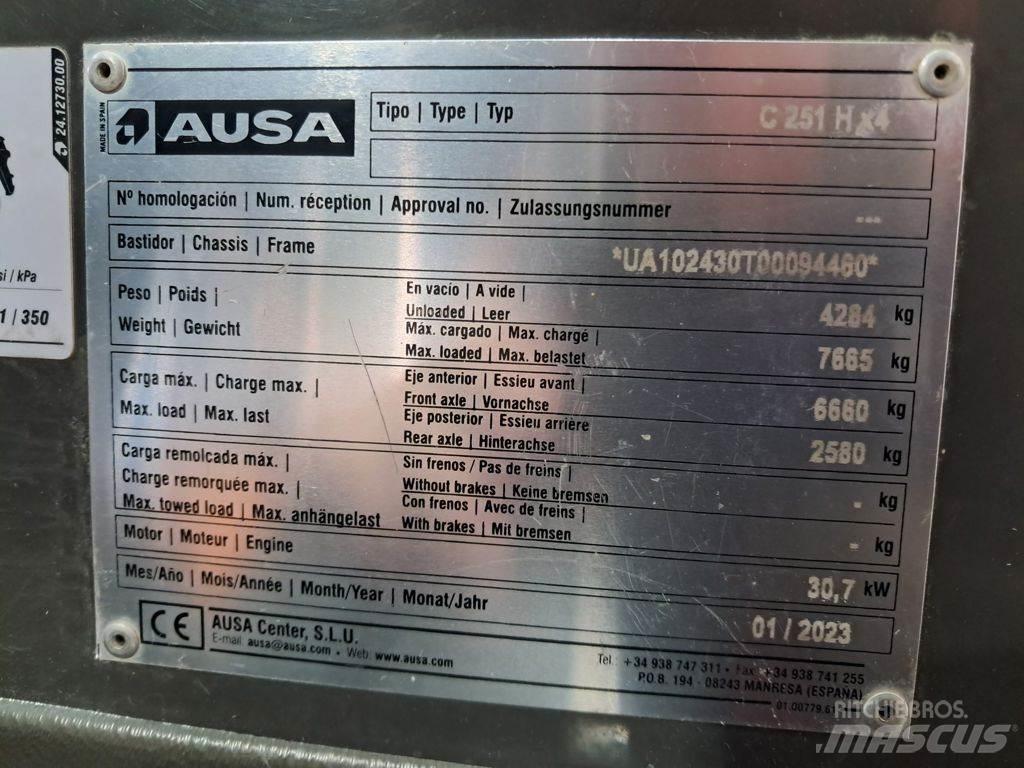 24.12730.00
si / kPa
1 / 350
MADE IN SPAIN
AUSA
Tipo | Type | Typ
C 251 H x4
Nº homologación | Num. réception | Approval no. | Zulassungsnummer
---
Bastidor | Chassis | Frame
*UA102430T00094460*
Peso | Poids |
Weight | Gewicht
En vacío | A vide |
Unloaded | Leer
4284 kg
Máx. cargado | Max. chargé |
Max. loaded | Max. belastet
7665 kg
Carga máx. | Charge max. |
Max. load | Max. last
Eje anterior | Essieu avant |
Front axle | Vornachse
6660 kg
Eje posterior | Essieu arrière
Rear axle | Hinterachse
2580 kg
Carga remolcada máx. |
Charge remorquée max. |
Max. towed load | Max. anhängelast
Sin frenos / Pas de freins |
Without brakes | Keine bremsen
- kg
Con frenos | Avec de freins |
With brakes | Mit bremsen
- kg
Motor | Moteur | Engine
30,7 kW
Mes/Año | Mois/Année | Month/Year | Monat/Jahr
01 / 2023
CE
AUSA Center, S.L.U.
E-mail: ausa@ausa.com • Web: www.ausa.com
Tel.: +34 938 747 311 • Fax: +34 938 741 255
P.O.B. 194 - 08243 MANRESA (ESPAÑA)
RITCHIE BROS.
MASCUS